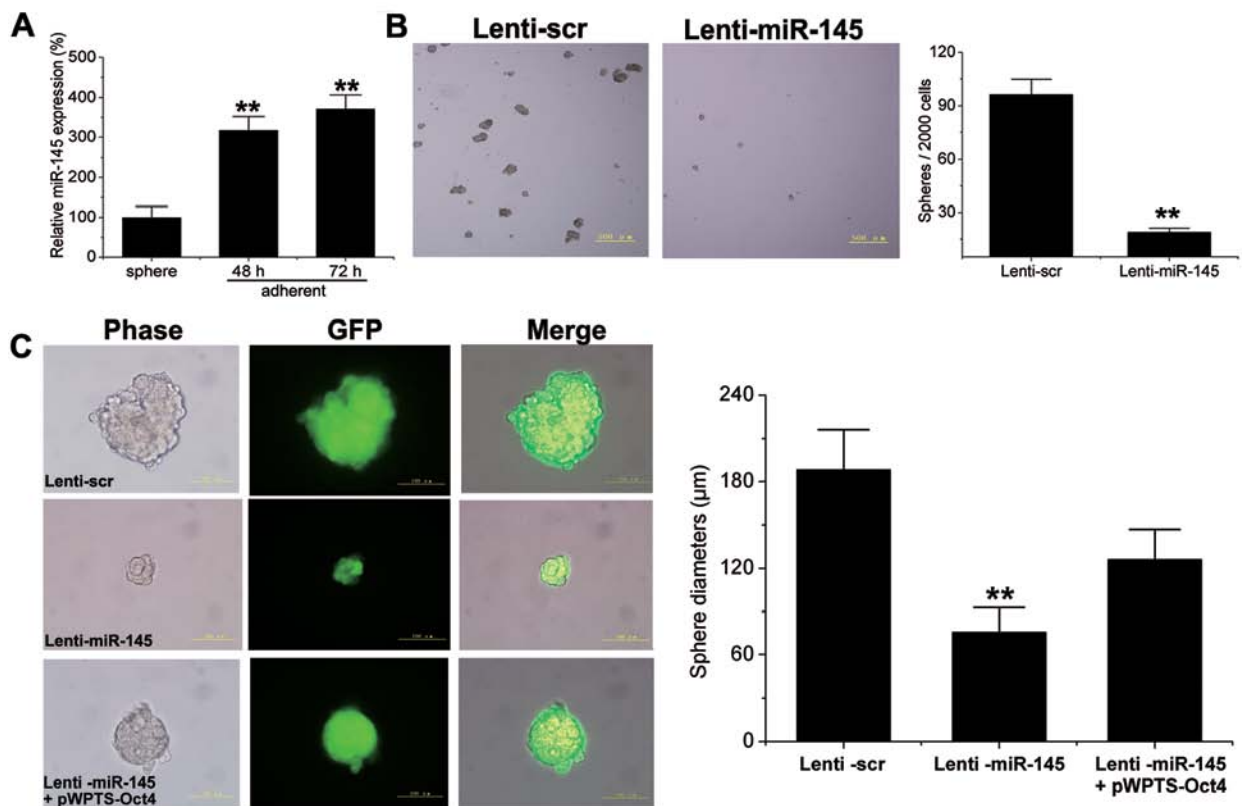 A
Relative miR-145 expression (%)
500
400
300
200
100
0
**
**
sphere
48 h
72 h
adherent
B
Lenti-scr
Lenti-miR-145
Spheres / 2000 cells
120
90
60
30
**
Lenti-scr
Lenti-miR-145
C
Phase
GFP
Merge
Lenti-scr
Lenti-miR-145
Lenti -miR-145
+ pWPTS-Oct4
Sphere diameters (µm)
240
180
120
60
0
**
Lenti -scr
Lenti -miR-145
Lenti -miR-145
+ pWPTS-Oct4